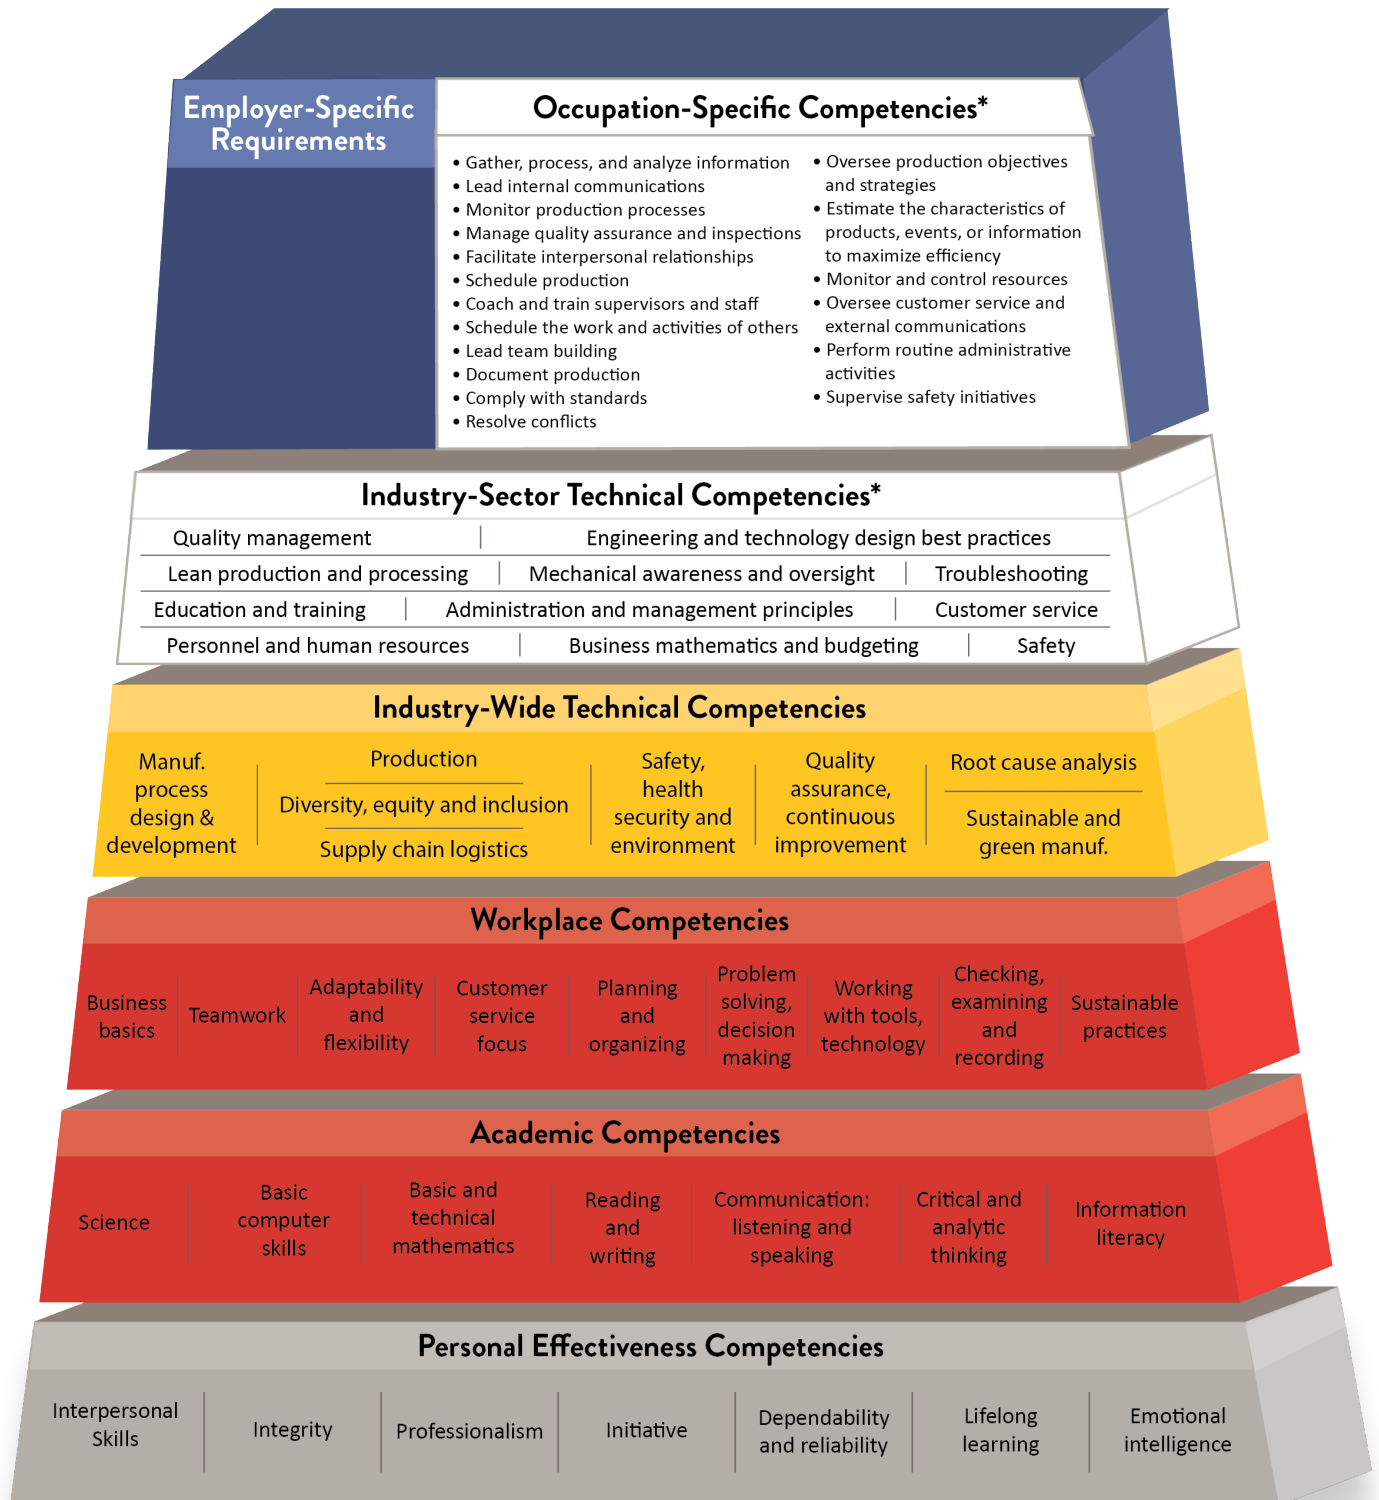 Employer-Specific
Requirements
Occupation-Specific Competencies*
• Gather, process, and analyze information
• Lead internal communications
• Monitor production processes
• Manage quality assurance and inspections
• Facilitate interpersonal relationships
• Schedule production
• Coach and train supervisors and staff
• Schedule the work and activities of others
• Lead team building
• Document production
• Comply with standards
• Resolve conflicts
• Oversee production objectives
and strategies
• Estimate the characteristics of
products, events, or information
to maximize efficiency
• Monitor and control resources
• Oversee customer service and
external communications
• Perform routine administrative
activities
• Supervise safety initiatives
Industry-Sector Technical Competencies*
Quality management | Engineering and technology design best practices
Lean production and processing | Mechanical awareness and oversight | Troubleshooting
Education and training | Administration and management principles | Customer service
Personnel and human resources | Business mathematics and budgeting | Safety
Industry-Wide Technical Competencies
Manuf.
process
design &
development
Production
Diversity, equity and inclusion
Supply chain logistics
Safety,
health
security and
environment
Quality
assurance,
continuous
improvement
Root cause analysis
Sustainable and
green manuf.
Workplace Competencies
Business
basics
Teamwork
Adaptability
and
flexibility
Customer
service
focus
Planning
and
organizing
Problem
solving,
decision
making
Working
with tools,
technology
Checking,
examining
and
recording
Sustainable
practices
Academic Competencies
Science
Basic
computer
skills
Basic and
technical
mathematics
Reading
and
writing
Communication:
listening and
speaking
Critical and
analytic
thinking
Information
literacy
Personal Effectiveness Competencies
Interpersonal
Skills
Integrity
Professionalism
Initiative
Dependability
and reliability
Lifelong
learning
Emotional
intelligence